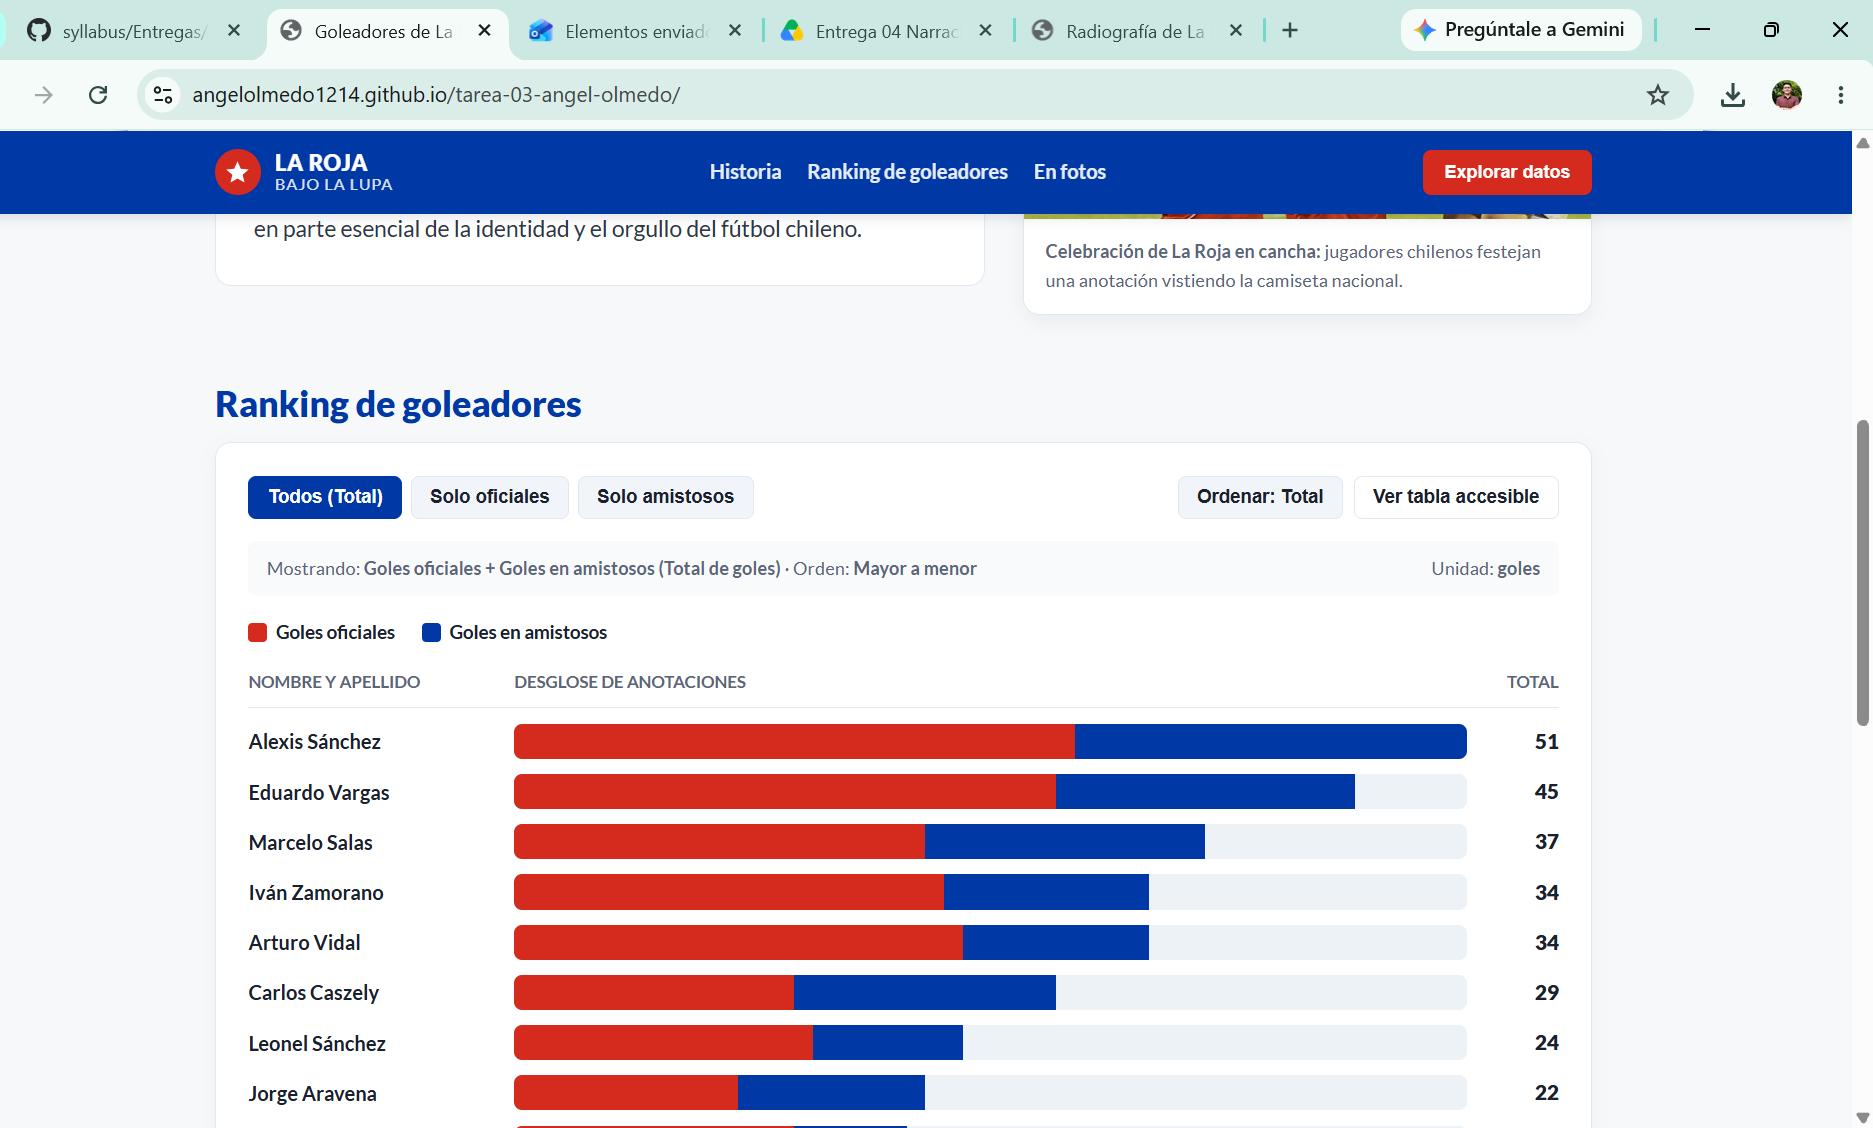 syllabus/Entregas/
Goleadores de La
Elementos enviado
Entrega 04 Narrac
Radiografía de La
Pregúntale a Gemini
angelolmedo1214.github.io/tarea-03-angel-olmedo/
LA ROJA
BAJO LA LUPA
Historia
Ranking de goleadores
En fotos
Explorar datos
en parte esencial de la identidad y el orgullo del fútbol chileno.
Celebración de La Roja en cancha: jugadores chilenos festejan
una anotación vistiendo la camiseta nacional.
Ranking de goleadores
Todos (Total)
Solo oficiales
Solo amistosos
Ordenar: Total
Ver tabla accesible
Mostrando: Goles oficiales + Goles en amistosos (Total de goles) · Orden: Mayor a menor
Unidad: goles
Goles oficiales
Goles en amistosos
NOMBRE Y APELLIDO
DESGLOSE DE ANOTACIONES
TOTAL
Alexis Sánchez
51
Eduardo Vargas
45
Marcelo Salas
37
Iván Zamorano
34
Arturo Vidal
34
Carlos Caszely
29
Leonel Sánchez
24
Jorge Aravena
22